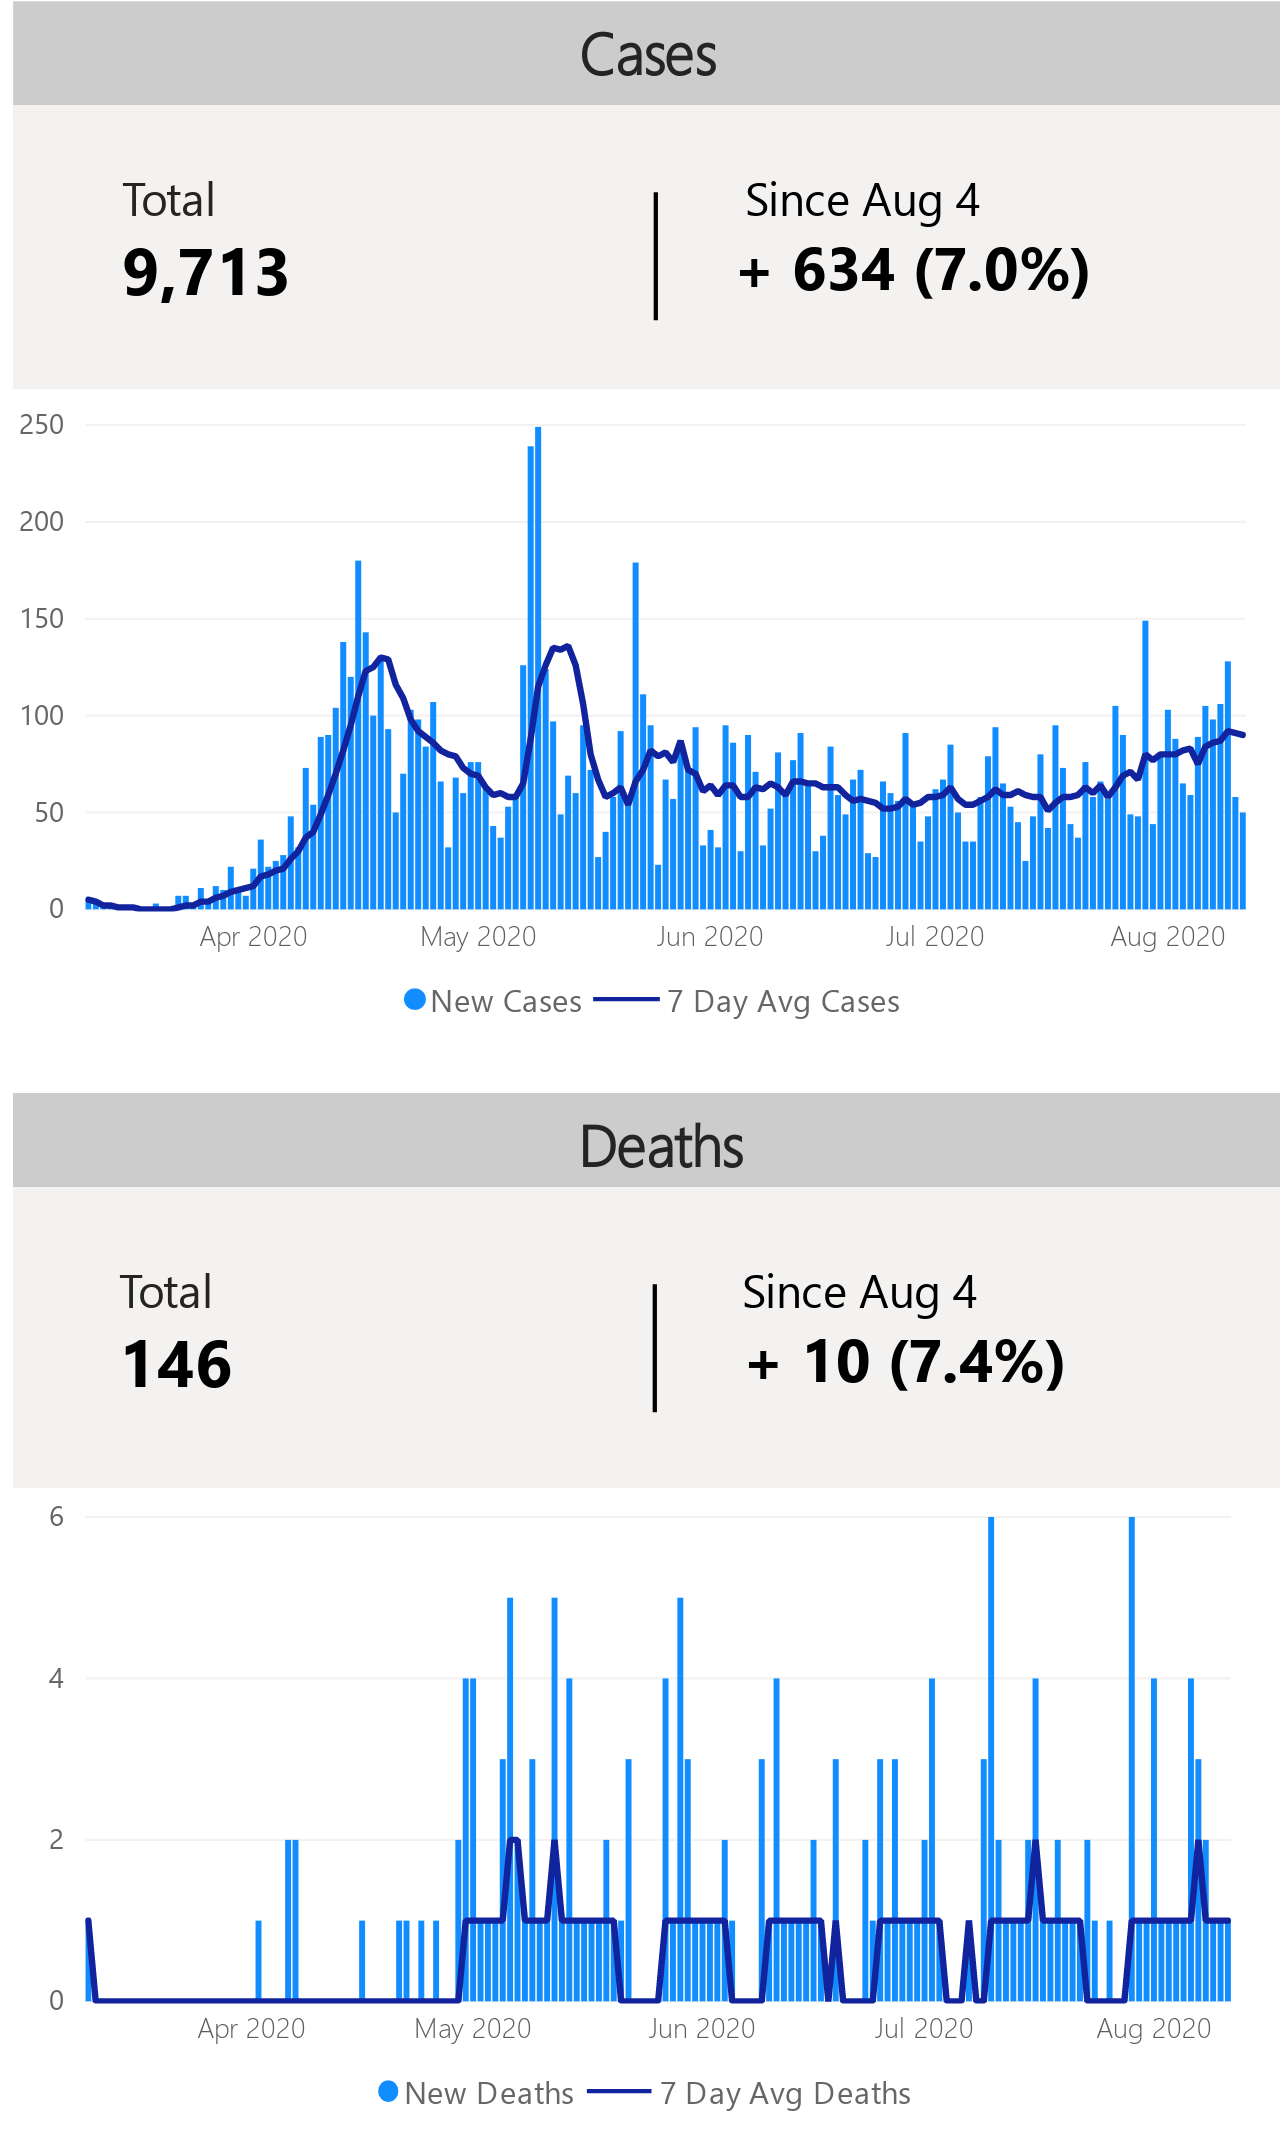 Cases
Total
Since Aug 4
9,713
+ 634 (7.0%)
250
200
150
100
50
0
Apr 2020
May 2020
Jun 2020
Jul 2020
Aug 2020
New Cases
7 Day Avg Cases
Deaths
Total
Since Aug 4
146
+ 10 (7.4%)
6
4
2
0
Apr 2020
May 2020
Jun 2020
Jul 2020
Aug 2020
New Deaths
7 Day Avg Deaths